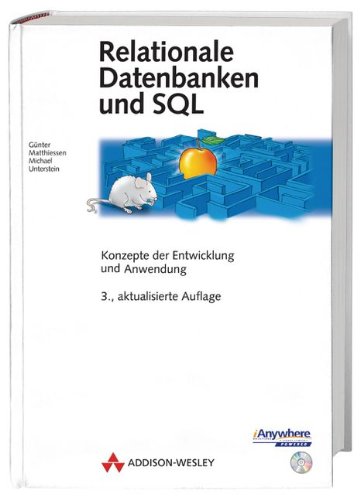 Relationale
Datenbanken
und SQL
Günter
Matthiessen
Michael
Unterstein
Konzepte der Entwicklung
und Anwendung
3., aktualisierte Auflage
iAnywhere
POWERED
ADDISON-WESLEY